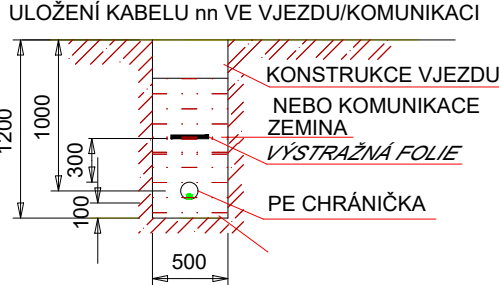 ULOŽENÍ KABELU nn VE VJEZDU/KOMUNIKACI
KONSTRUKCE VJEZDU
NEBO KOMUNIKACE
ZEMINA
VÝSTRAŽNÁ FOLIE
PE CHRÁNIČKA
1200
1000
300
100
500